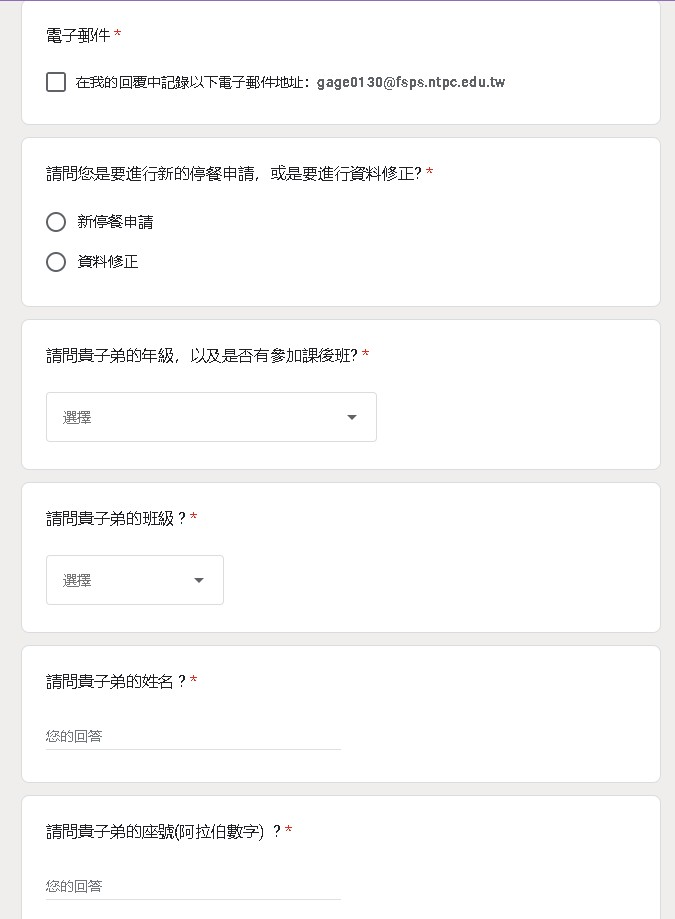 電子郵件 *
在我的回覆中記錄以下電子郵件地址: gage0130@fsps.ntpc.edu.tw
請問您是要進行新的停餐申請, 或是要進行資料修正? *
新停餐申請
資料修正
請問貴子弟的年級, 以及是否有參加課後班? *
選擇
請問貴子弟的班級？*
選擇
請問貴子弟的姓名？*
您的回答
請問貴子弟的座號(阿拉伯數字) ？*
您的回答